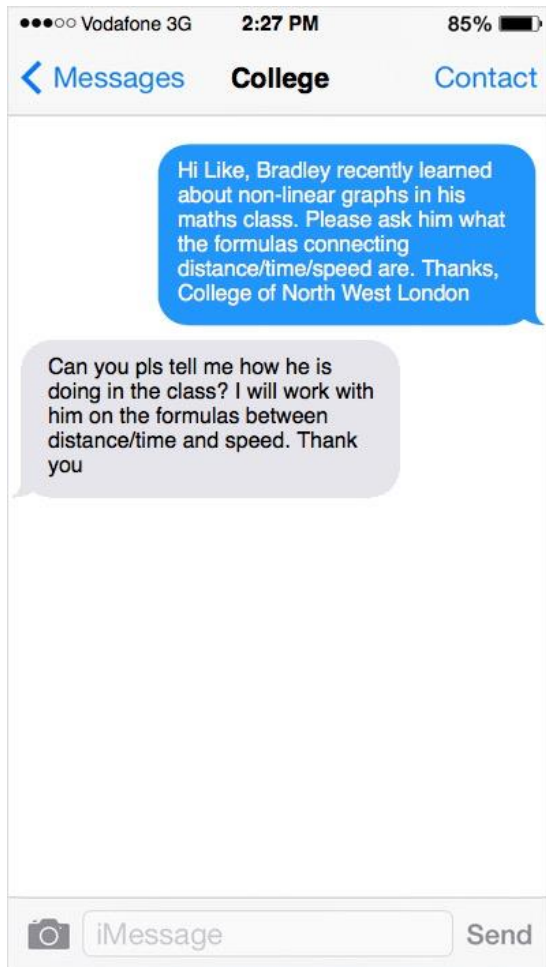 Vodafone 3G 2:27 PM 85%
Messages College Contact
Hi Like, Bradley recently learned
about non-linear graphs in his
maths class. Please ask him what
the formulas connecting
distance/time/speed are. Thanks,
College of North West London
Can you pls tell me how he is
doing in the class? I will work with
him on the formulas between
distance/time and speed. Thank
you
iMessage Send